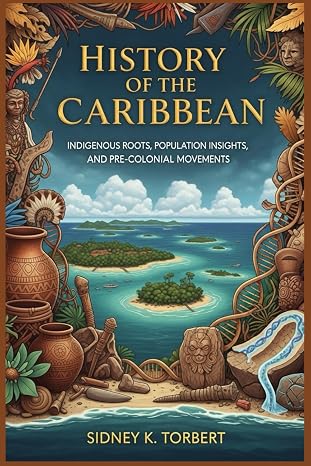 HISTORY
OF THE
CARIBBEAN
INDIGENOUS ROOTS, POPULATION INSIGHTS,
AND PRE-COLONIAL MOVEMENTS
SIDNEY K. TORBERT